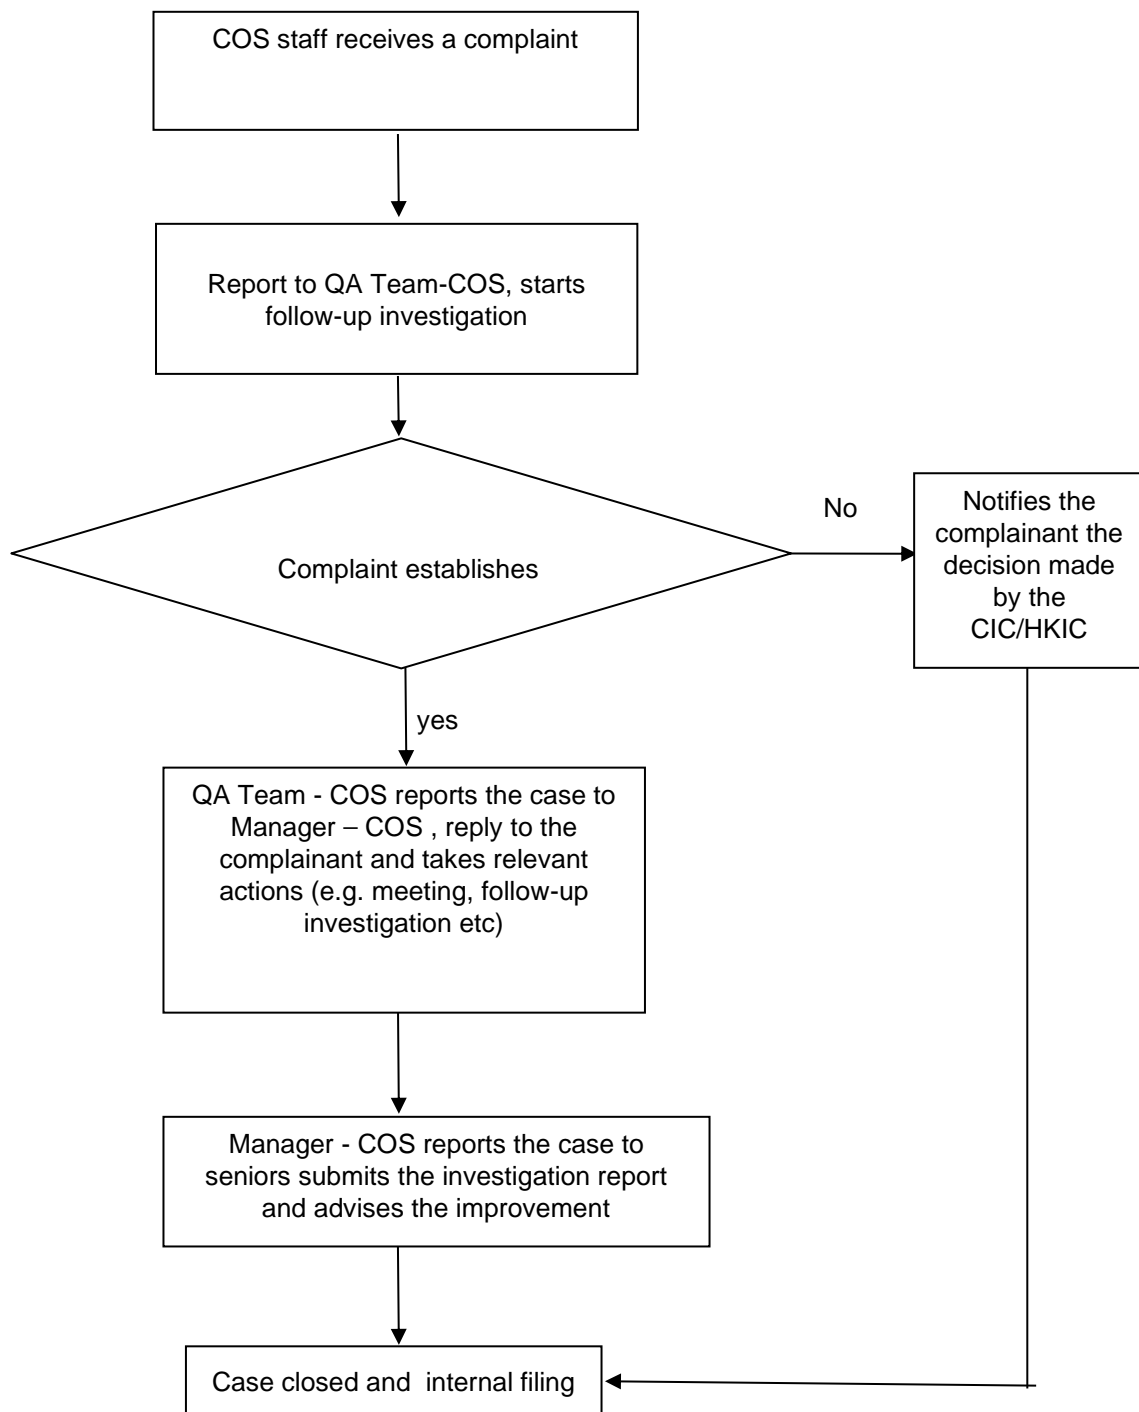 COS staff receives a complaint
Report to QA Team-COS, starts
follow-up investigation
Complaint establishes
No
Notifies the
complainant the
decision made
by the
CIC/HKIC
yes
QA Team - COS reports the case to
Manager – COS , reply to the
complainant and takes relevant
actions (e.g. meeting, follow-up
investigation etc)
Manager - COS reports the case to
seniors submits the investigation report
and advises the improvement
Case closed and  internal filing